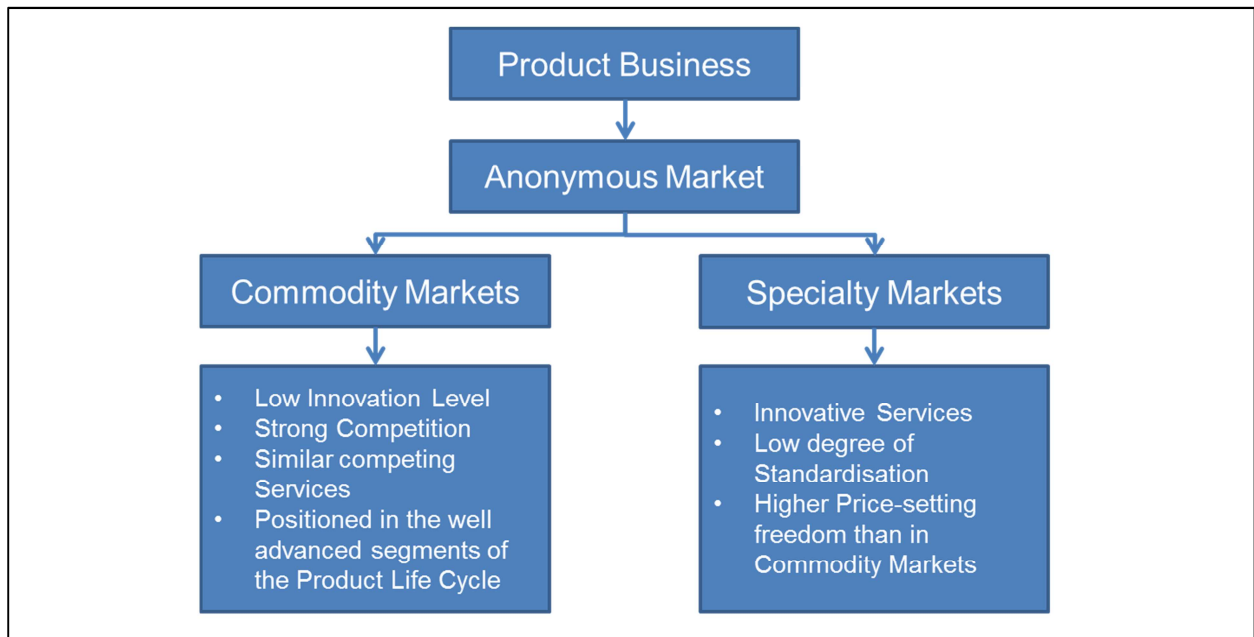 Product Business
Anonymous Market
Commodity Markets
Specialty Markets
• Low Innovation Level
• Strong Competition
• Similar competing
Services
• Positioned in the well
advanced segments of
the Product Life Cycle
• Innovative Services
• Low degree of
Standardisation
• Higher Price-setting
freedom than in
Commodity Markets